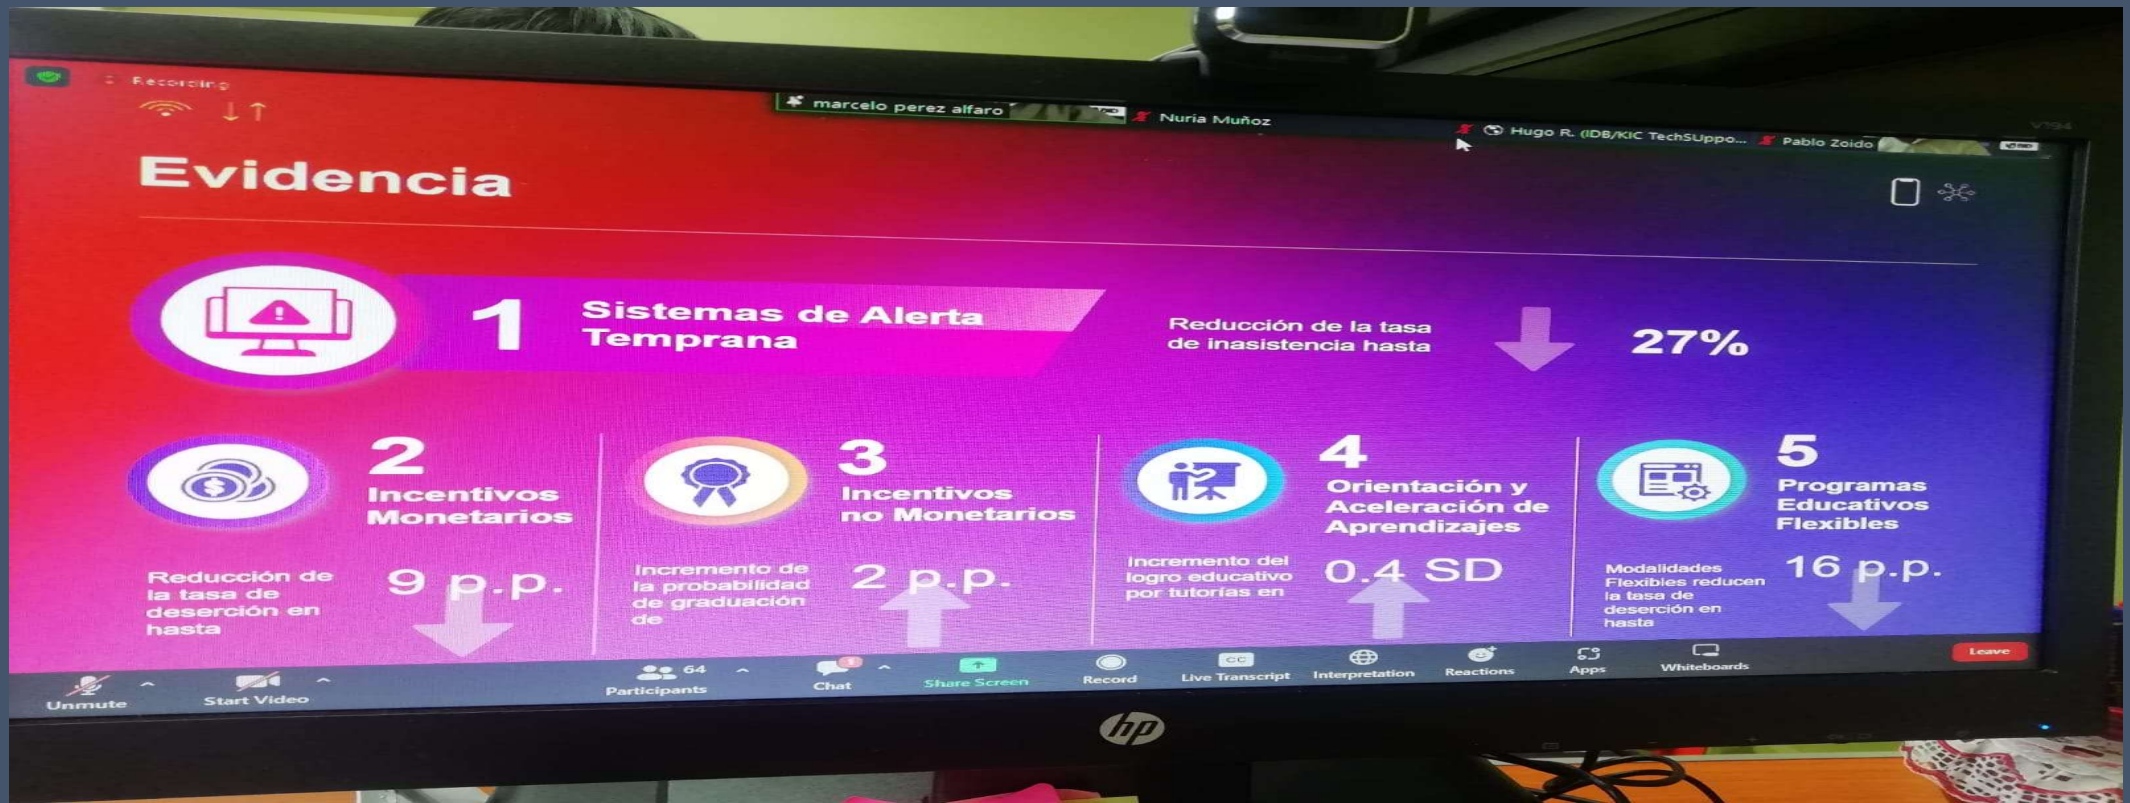 Recording
marcelo perez alfaro
Nuria Muñoz
Hugo R. (IDB/KIC TechSUppo...
Pablo Zoido
V194
Evidencia
1
Sistemas de Alerta
Temprana
Reducción de la tasa
de inasistencia hasta
27%
2
Incentivos
Monetarios
Reducción de
la tasa de
deserción en
hasta
9 p.p.
3
Incentivos
no Monetarios
Incremento de
la probabilidad
de graduación
de
2 p.p.
4
Orientación y
Aceleración de
Aprendizajes
Incremento del
logro educativo
por tutorías en
0.4 SD
5
Programas
Educativos
Flexibles
Modalidades
Flexibles reducen
la tasa de
deserción en
hasta
16 p.p.
Unmute
Start Video
64
Participants
Chat
Share Screen
Record
CC
Live Transcript
Interpretation
Reactions
Apps
Whiteboards
Leave
hp